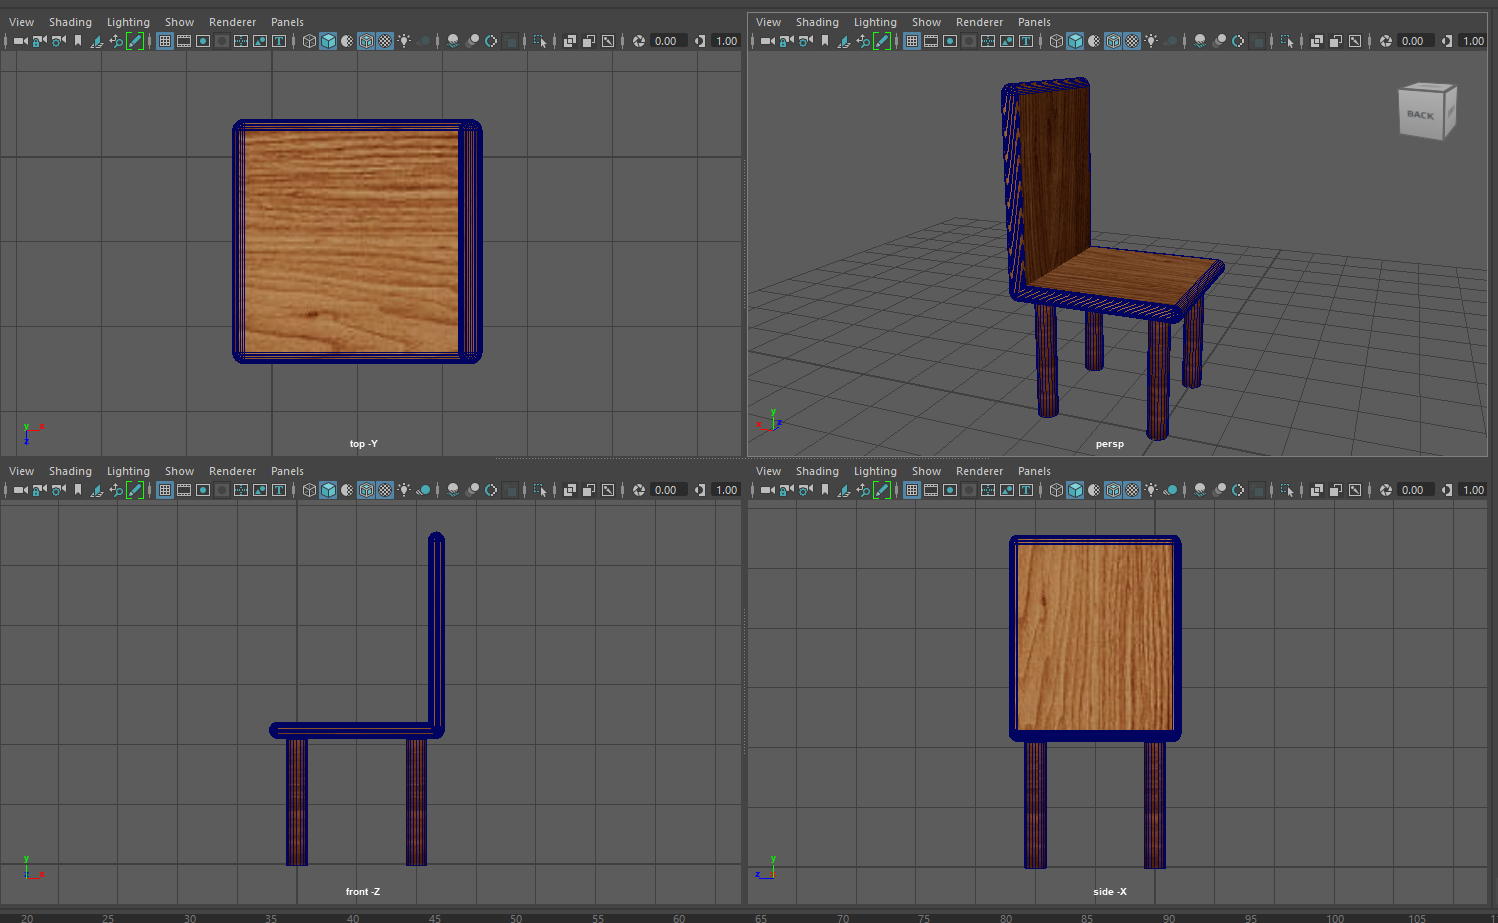 View Shading Lighting Show Renderer Panels
0.00 1.00
y x z
top -Y
View Shading Lighting Show Renderer Panels
0.00 1.00
BACK
y x z
persp
View Shading Lighting Show Renderer Panels
0.00 1.00
y x
front -Z
View Shading Lighting Show Renderer Panels
0.00 1.00
y z
side -X
20 25 30 35 40 45 50 55 60 65 70 75 80 85 90 95 100 105